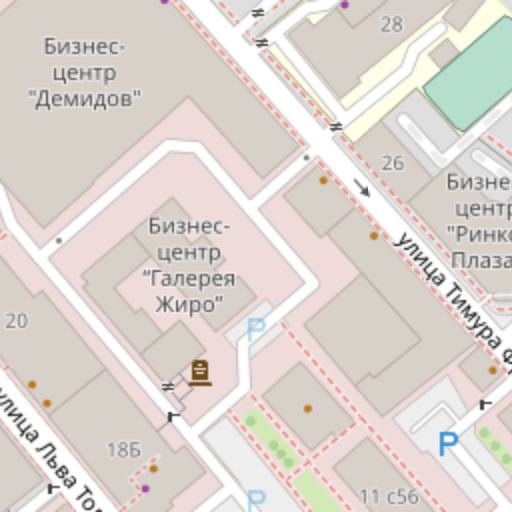 28
Бизнес-
центр
"Демидов"
26
Бизне
центр
"Ринко
Плаза
Бизнес-
центр
"Галерея
Жиро"
улица Тимура Ф
P
20
улица Льва Тол
18Б
P
P
11 с56